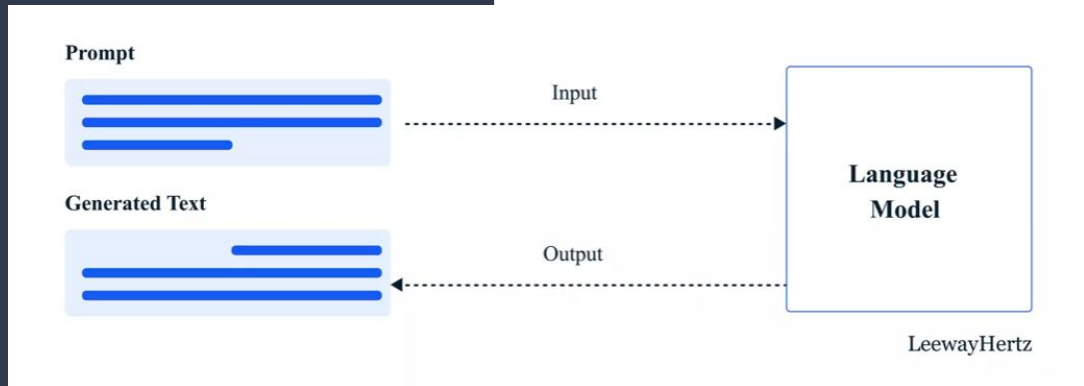 Prompt
Input
Language
Model
Generated Text
Output
LeewayHertz